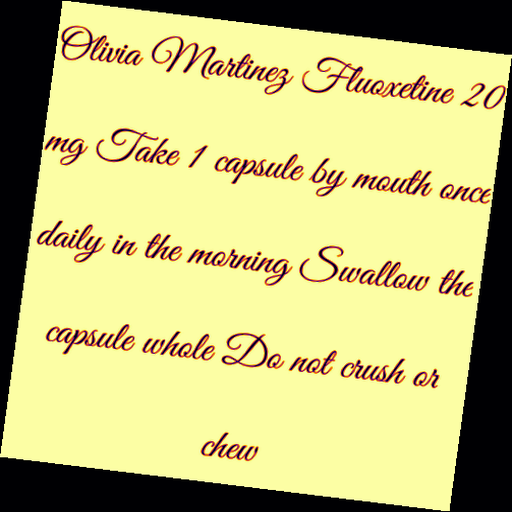 Olivia Martinez Fluoxetine 20
mg Take 1 capsule by mouth once
daily in the morning Swallow the
capsule whole Do not crush or
chew